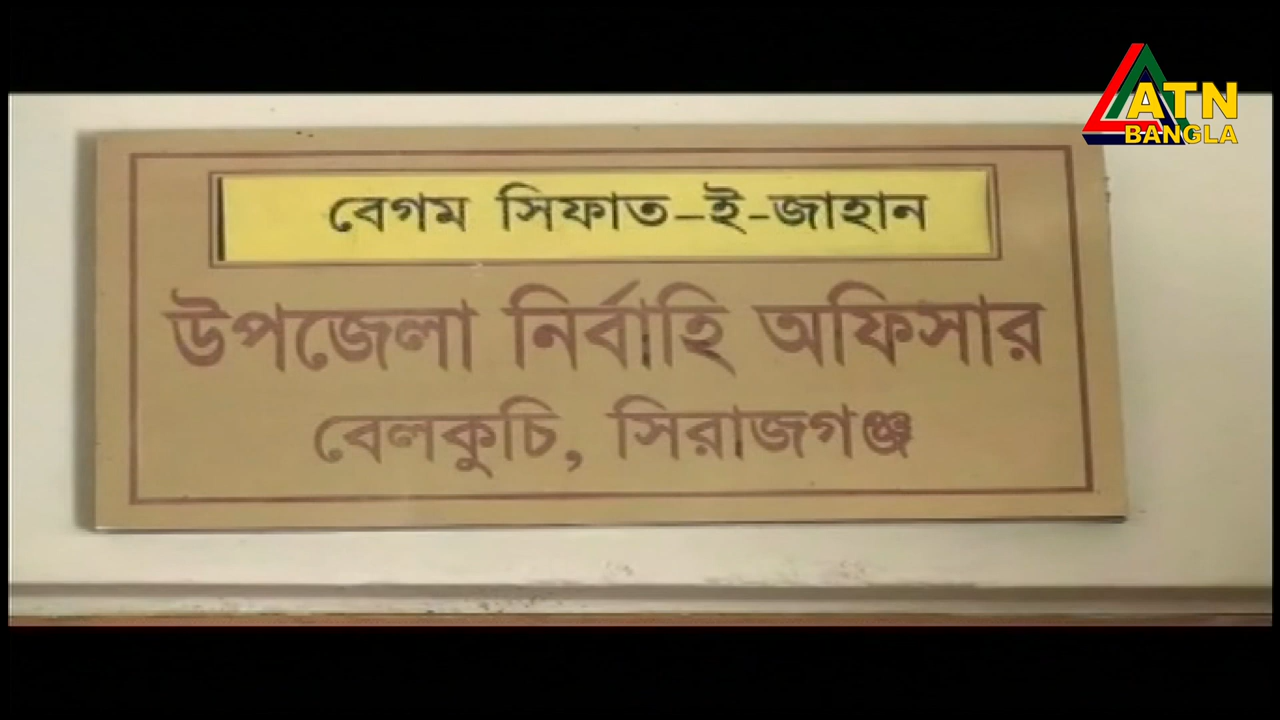 ATN
BANGLA
বেগম সিফাত-ই-জাহান
উপজেলা নির্বাহি অফিসার
বেলকুচি, সিরাজগঞ্জ